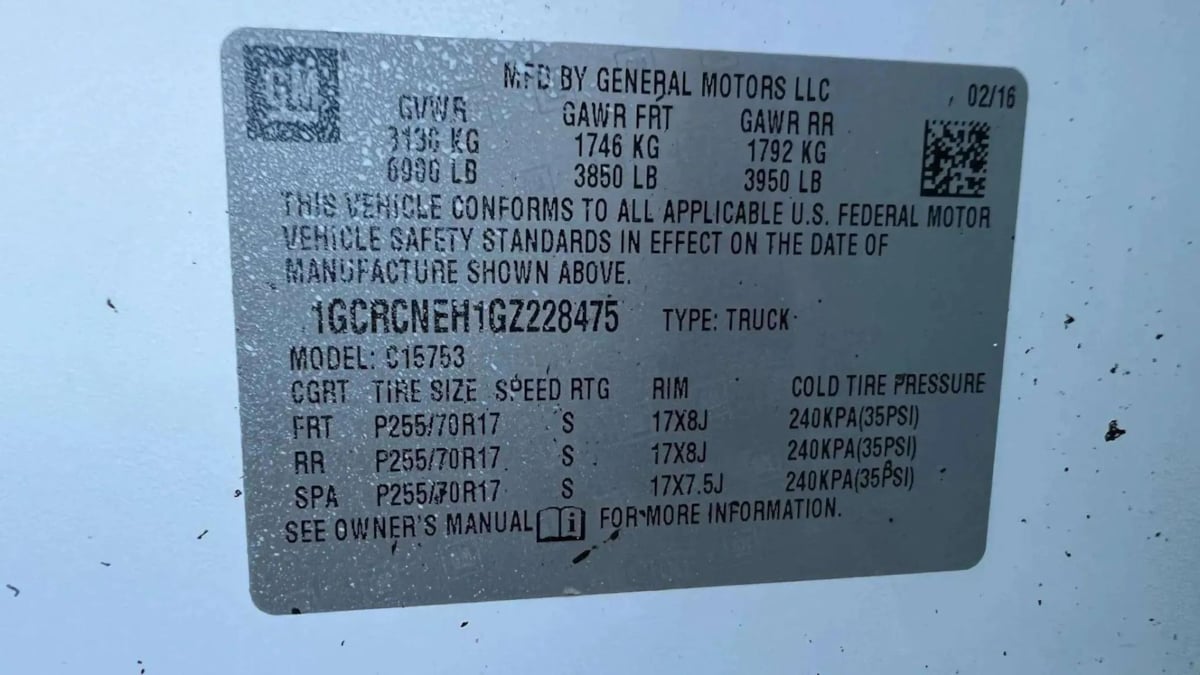 GM
MFD BY GENERAL MOTORS LLC 02/16
GVWR GAWR FRT GAWR RR
3130 KG 1746 KG 1792 KG
6900 LB 3850 LB 3950 LB
THIS VEHICLE CONFORMS TO ALL APPLICABLE U.S. FEDERAL MOTOR
VEHICLE SAFETY STANDARDS IN EFFECT ON THE DATE OF
MANUFACTURE SHOWN ABOVE.
1GCRCNEH1GZ228475 TYPE: TRUCK
MODEL: C15753
CGRT TIRE SIZE SPEED RTG RIM COLD TIRE PRESSURE
FRT P255/70R17 S 17X8J 240KPA(35PSI)
RR P255/70R17 S 17X8J 240KPA(35PSI)
SPA P255/70R17 S 17X7.5J 240KPA(35PSI)
SEE OWNER'S MANUAL i FOR MORE INFORMATION.